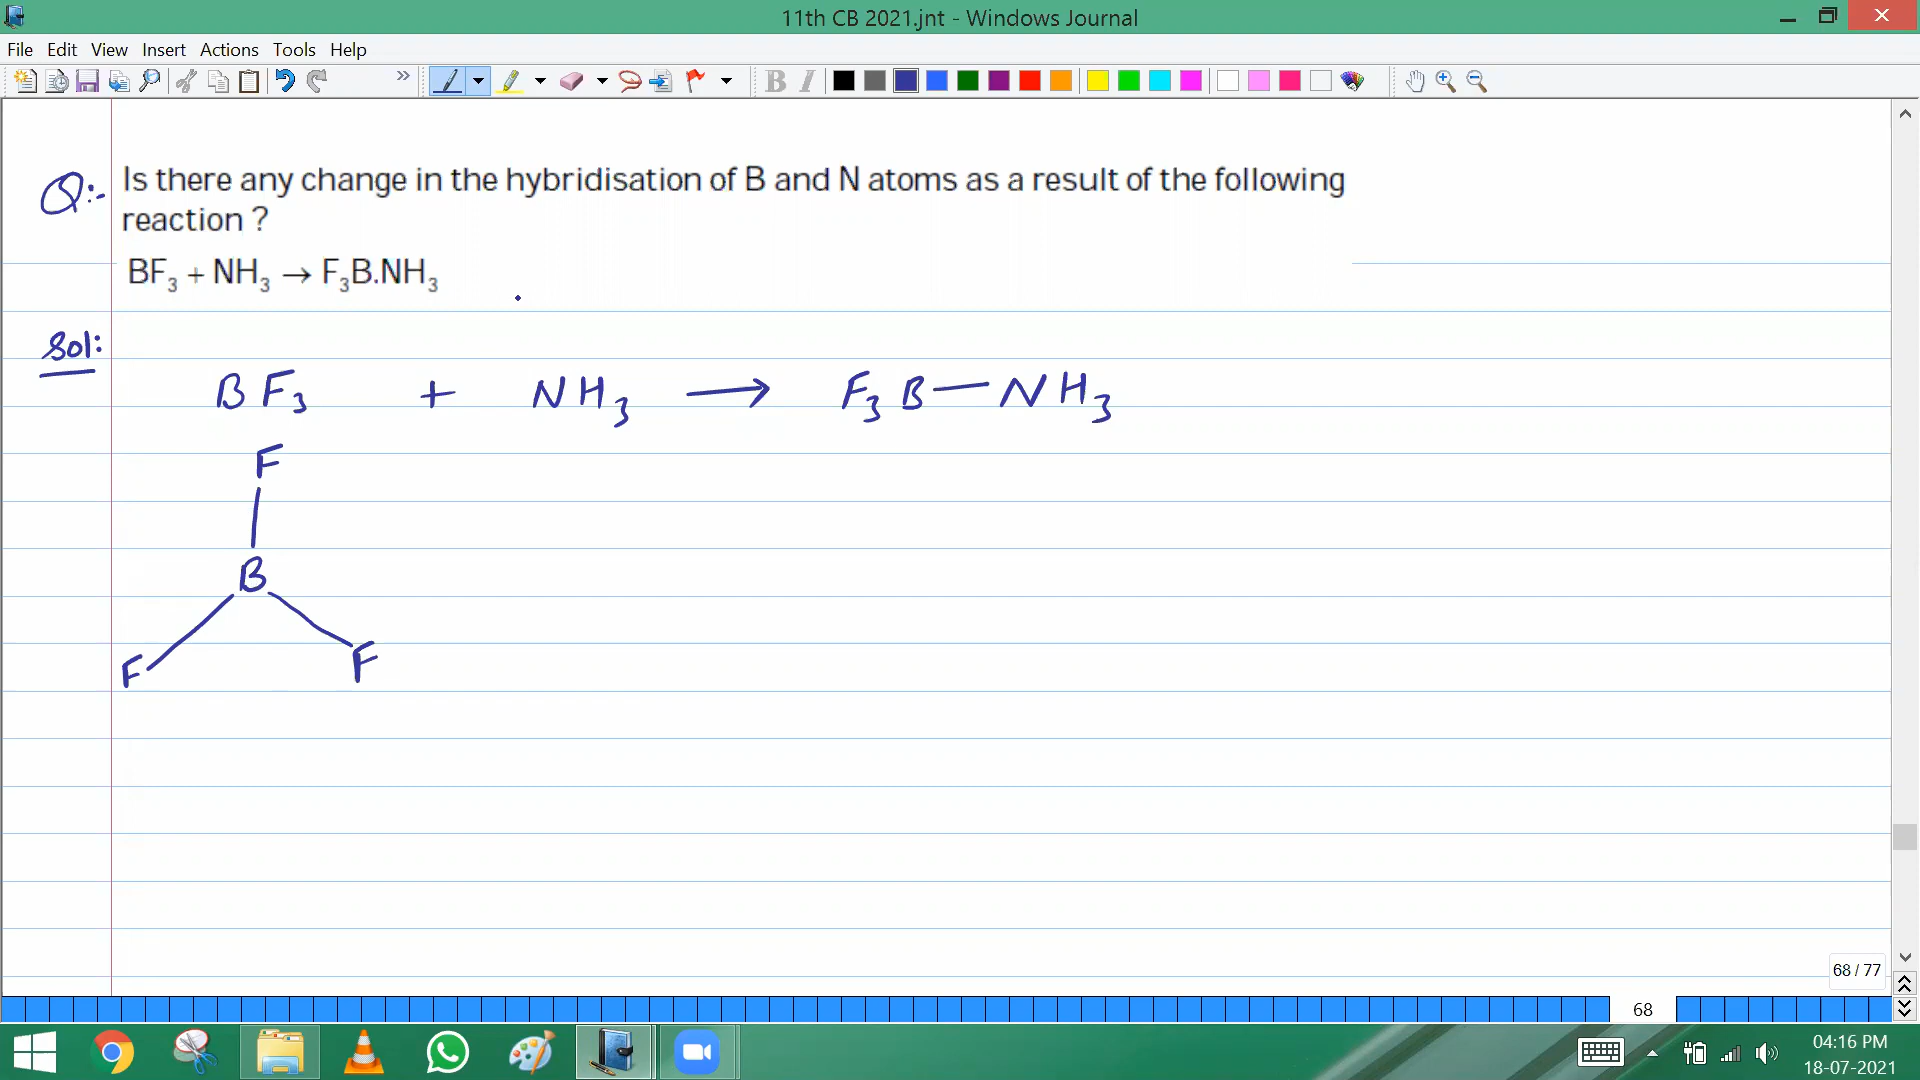 11th CB 2021.jnt - Windows Journal
File Edit View Insert Actions Tools Help
B I
Q:- Is there any change in the hybridisation of B and N atoms as a result of the following
reaction ?
BF₃ + NH₃ → F₃B.NH₃
Sol:
BF₃ + NH₃ ⟶ F₃B—NH₃
F
B
F F
68 / 77
68
04:16 PM
18-07-2021